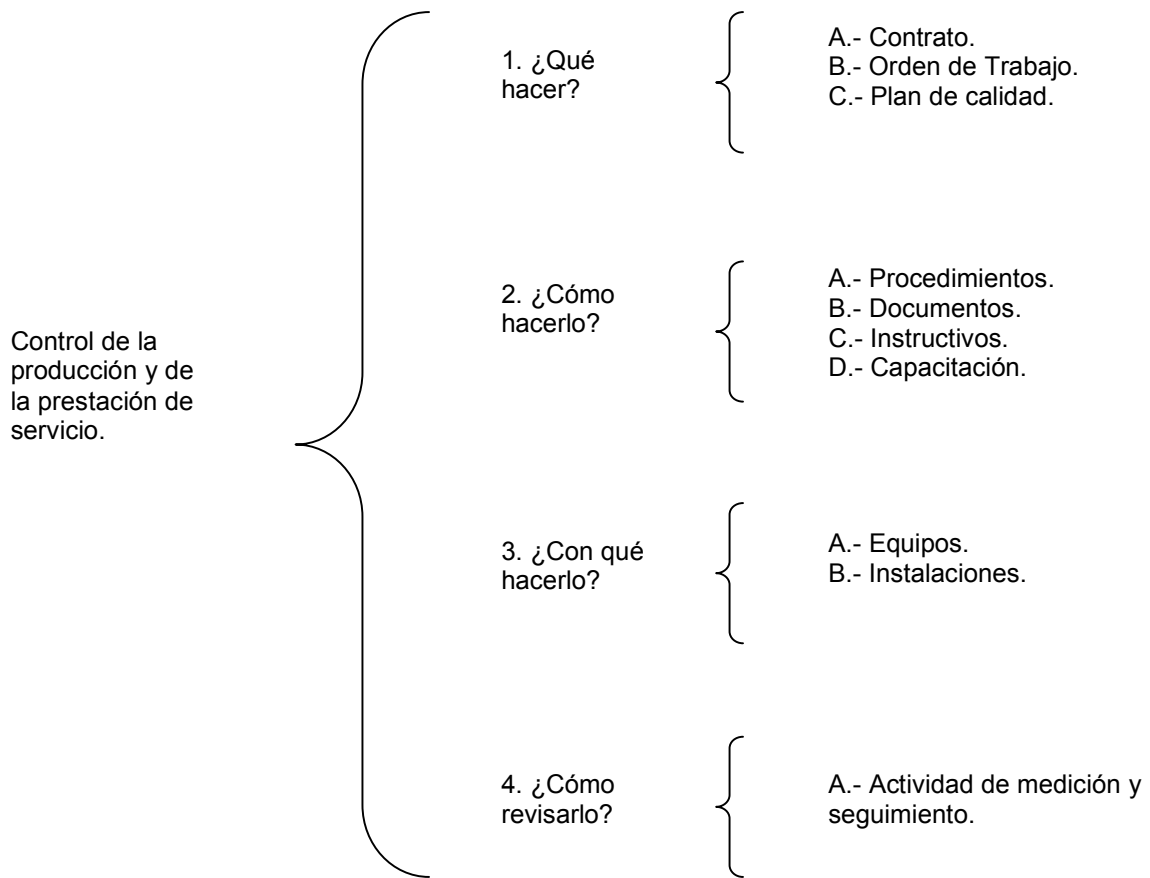 Control de la
producción y de
la prestación de
servicio.
1. ¿Qué
hacer?
A.- Contrato.
B.- Orden de Trabajo.
C.- Plan de calidad.
2. ¿Cómo
hacerlo?
A.- Procedimientos.
B.- Documentos.
C.- Instructivos.
D.- Capacitación.
3. ¿Con qué
hacerlo?
A.- Equipos.
B.- Instalaciones.
4. ¿Cómo
revisarlo?
A.- Actividad de medición y
seguimiento.